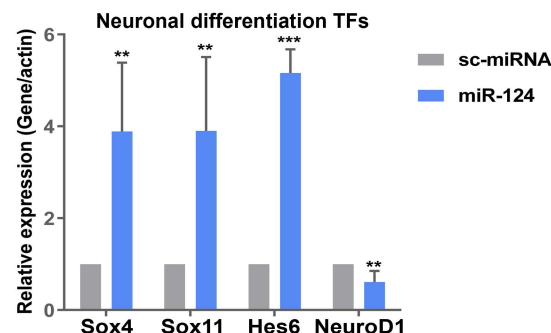 Neuronal differentiation TFs
Relative expression (Gene/actin)
6
4
2
0
** ** *** **
Sox4 Sox11 Hes6 NeuroD1
sc-miRNA
miR-124